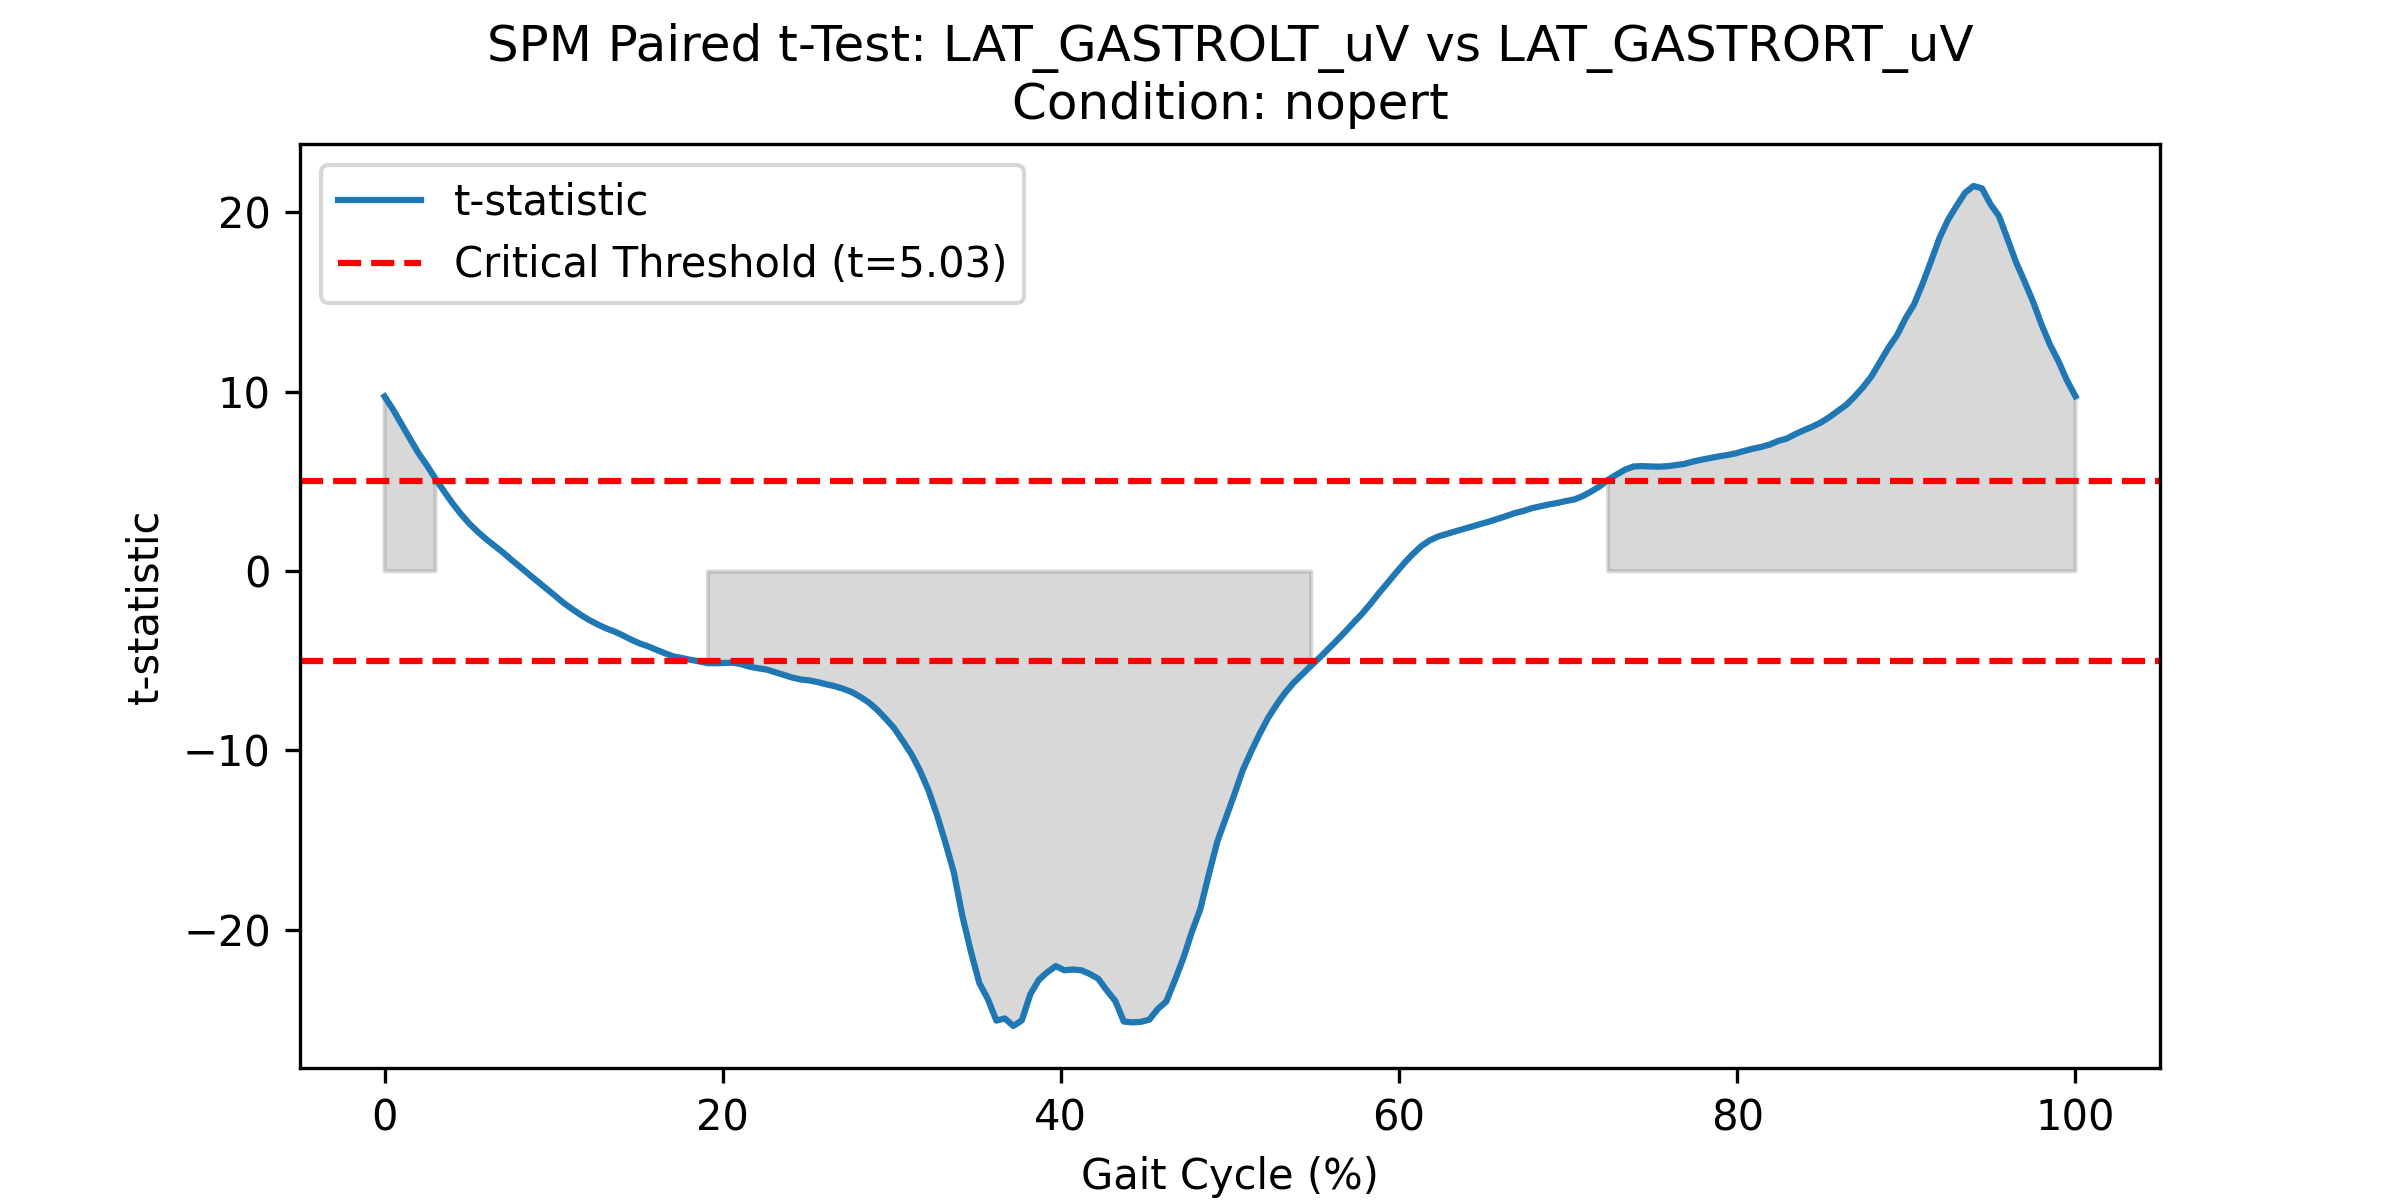 SPM Paired t-Test: LAT_GASTROLT_uV vs LAT_GASTRORT_uV
Condition: nopert
t-statistic
Critical Threshold (t=5.03)
20
10
0
−10
−20
t-statistic
0
20
40
60
80
100
Gait Cycle (%)